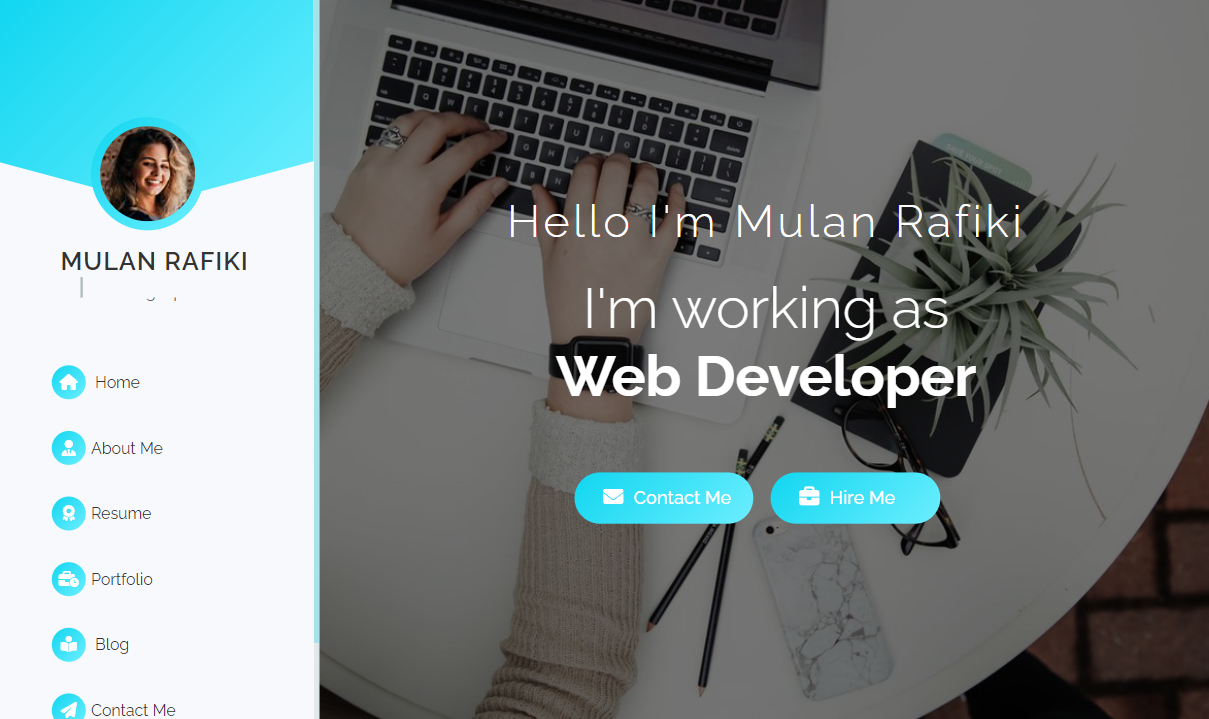 MULAN RAFIKI
Home
About Me
Resume
Portfolio
Blog
Contact Me
Hello I'm Mulan Rafiki
I'm working as
Web Developer
Contact Me
Hire Me